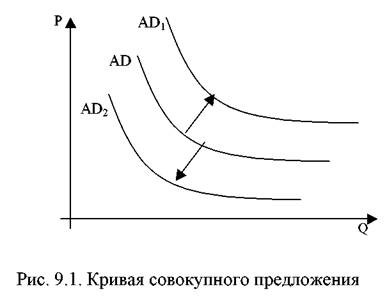 P
AD₁
AD
AD₂
Q
Рис. 9.1. Кривая совокупного предложения